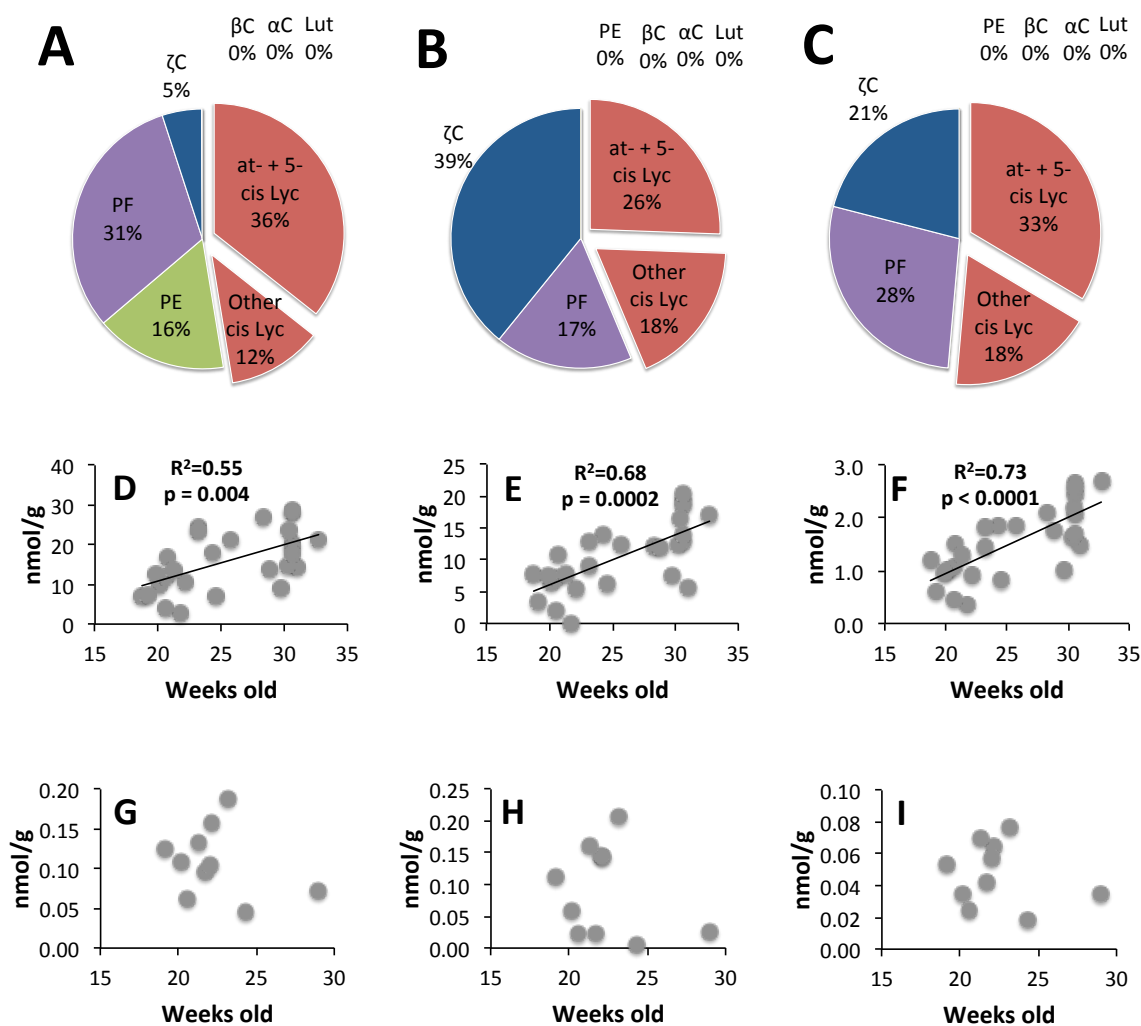 A
βC αC Lut
0% 0% 0%
ζC
5%
at- + 5-
cis Lyc
36%
PF
31%
PE
16%
Other
cis Lyc
12%
B
PE βC αC Lut
0% 0% 0% 0%
ζC
39%
at- + 5-
cis Lyc
26%
PF
17%
Other
cis Lyc
18%
C
PE βC αC Lut
0% 0% 0% 0%
ζC
21%
at- + 5-
cis Lyc
33%
PF
28%
Other
cis Lyc
18%
D
R²=0.55
p = 0.004
nmol/g
40
30
20
10
0
15 20 25 30 35
Weeks old
E
R²=0.68
p = 0.0002
nmol/g
25
20
15
10
5
0
15 20 25 30 35
Weeks old
F
R²=0.73
p < 0.0001
nmol/g
3.0
2.0
1.0
0.0
15 20 25 30 35
Weeks old
G
nmol/g
0.20
0.15
0.10
0.05
0.00
15 20 25 30
Weeks old
H
nmol/g
0.25
0.20
0.15
0.10
0.05
0.00
15 20 25 30
Weeks old
I
nmol/g
0.10
0.08
0.06
0.04
0.02
0.00
15 20 25 30
Weeks old